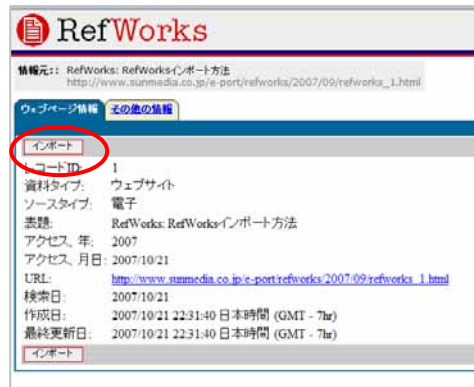 RefWorks
情報元:: RefWorks: RefWorksインポート方法
http://www.sunmedia.co.jp/e-port/refworks/2007/09/refworks_1.html
ウェブページ情報 その他の情報
インポート
レコードID: 1
資料タイプ: ウェブサイト
ソースタイプ: 電子
表題: RefWorks: RefWorksインポート方法
アクセス、年: 2007
アクセス、月日: 2007/10/21
URL: http://www.sunmedia.co.jp/e-port/refworks/2007/09/refworks_1.html
検索日: 2007/10/21
作成日: 2007/10/21 22:31:40 日本時間 (GMT - 7hr)
最終更新日: 2007/10/21 22:31:40 日本時間 (GMT - 7hr)
インポート